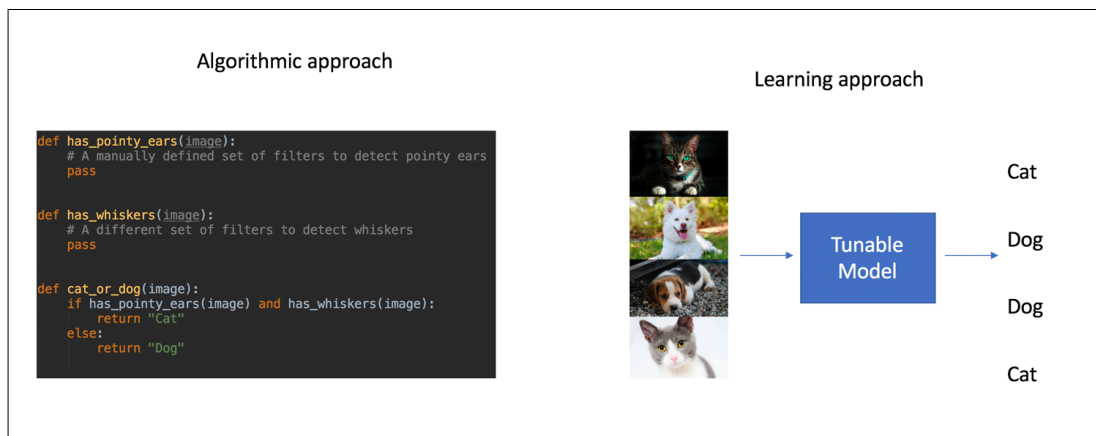 Algorithmic approach
def has_pointy_ears(image):
    # A manually defined set of filters to detect pointy ears
    pass
def has_whiskers(image):
    # A different set of filters to detect whiskers
    pass
def cat_or_dog(image):
    if has_pointy_ears(image) and has_whiskers(image):
        return "Cat"
    else:
        return "Dog"
Learning approach
Tunable
Model
Cat
Dog
Dog
Cat